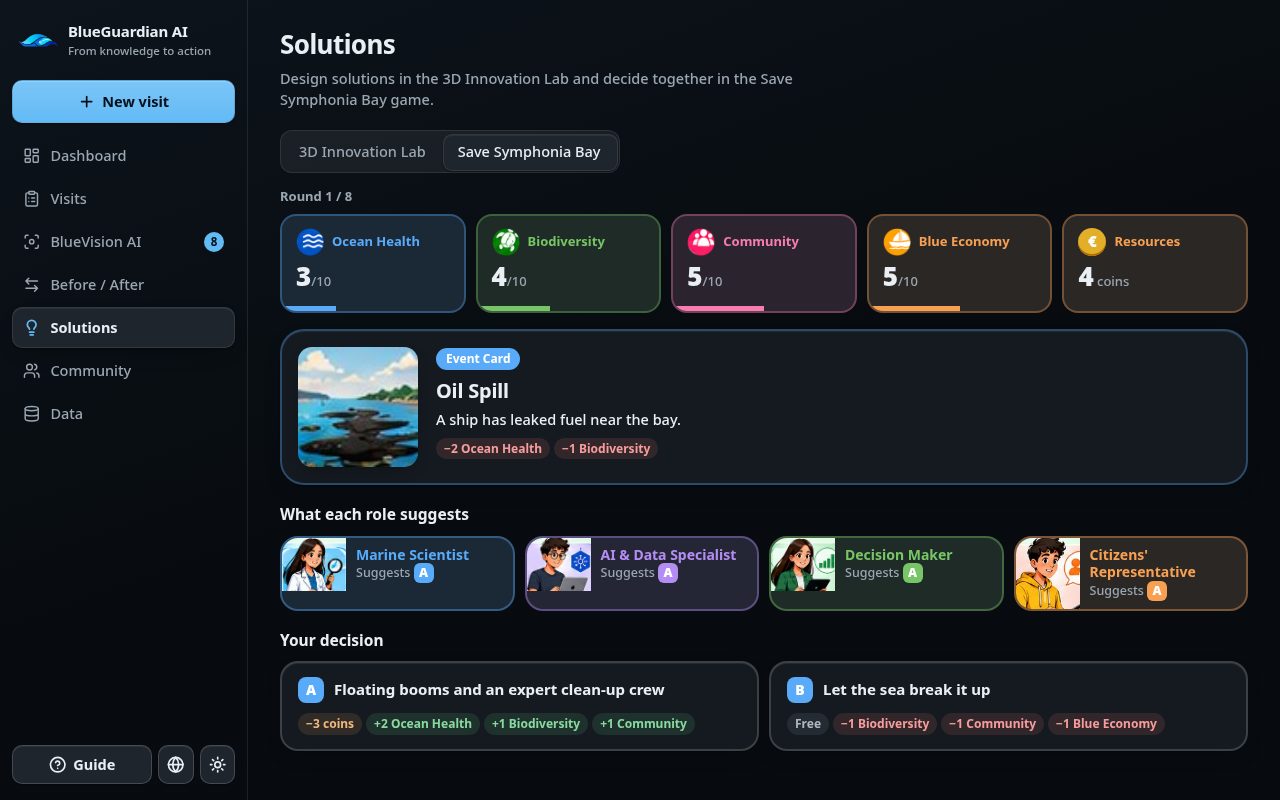 BlueGuardian AI
From knowledge to action
New visit
Dashboard
Visits
BlueVision AI 8
Before / After
Solutions
Community
Data
Guide
Solutions
Design solutions in the 3D Innovation Lab and decide together in the Save
Symphonia Bay game.
3D Innovation Lab Save Symphonia Bay
Round 1 / 8
Ocean Health
3/10
Biodiversity
4/10
Community
5/10
Blue Economy
5/10
€ Resources
4 coins
Event Card
Oil Spill
A ship has leaked fuel near the bay.
−2 Ocean Health −1 Biodiversity
What each role suggests
Marine Scientist
Suggests A
AI & Data Specialist
Suggests A
Decision Maker
Suggests A
Citizens'
Representative
Suggests A
Your decision
A Floating booms and an expert clean-up crew
−3 coins +2 Ocean Health +1 Biodiversity +1 Community
B Let the sea break it up
Free −1 Biodiversity −1 Community −1 Blue Economy